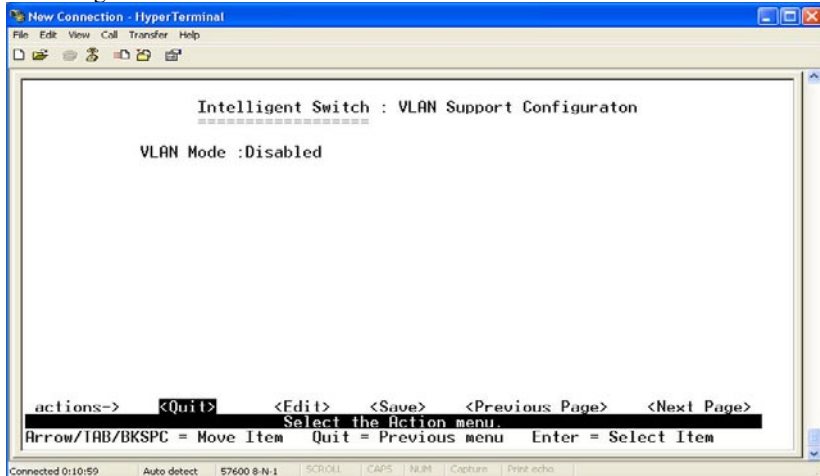 New Connection - HyperTerminal
File Edit View Call Transfer Help
Intelligent Switch : VLAN Support Configuraton
===================
VLAN Mode :Disabled
actions-> <Quit> <Edit> <Save> <Previous Page> <Next Page>
Select the Action menu.
Arrow/TAB/BKSPC = Move Item Quit = Previous menu Enter = Select Item
Connected 0:10:59 Auto detect 57600 8-N-1 SCROLL CAPS NUM Capture Print echo